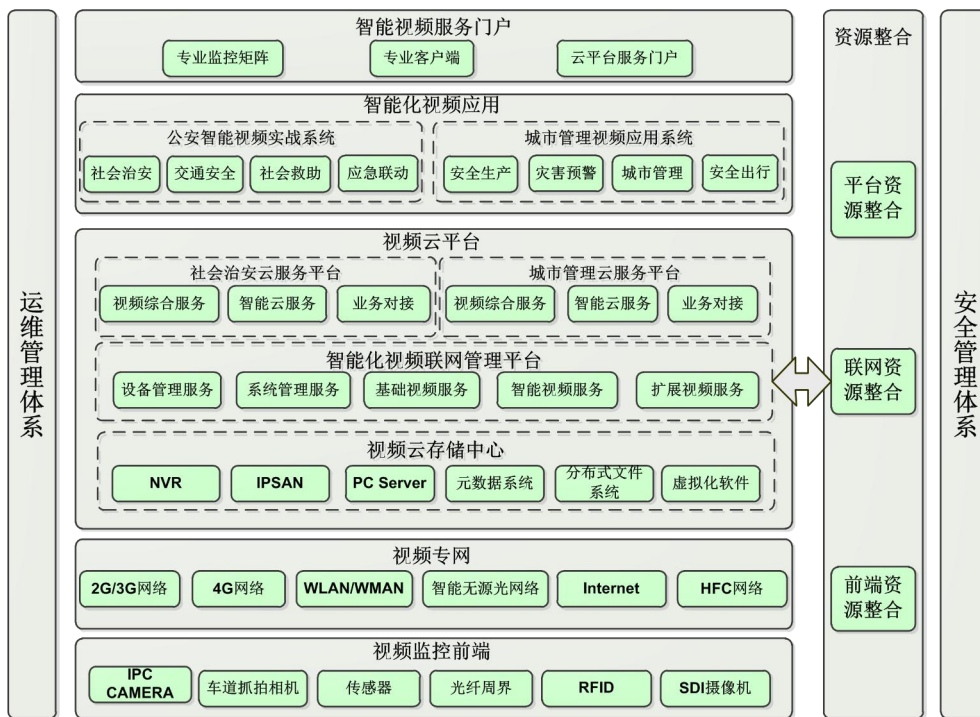 运维管理体系
智能视频服务门户
专业监控矩阵
专业客户端
云平台服务门户
智能化视频应用
公安智能视频实战系统
社会治安
交通安全
社会救助
应急联动
城市管理视频应用系统
安全生产
灾害预警
城市管理
安全出行
视频云平台
社会治安云服务平台
视频综合服务
智能云服务
业务对接
城市管理云服务平台
视频综合服务
智能云服务
业务对接
智能化视频联网管理平台
设备管理服务
系统管理服务
基础视频服务
智能视频服务
扩展视频服务
视频云存储中心
NVR
IPSAN
PC Server
元数据系统
分布式文件
系统
虚拟化软件
视频专网
2G/3G网络
4G网络
WLAN/WMAN
智能无源光网络
Internet
HFC网络
视频监控前端
IPC
CAMERA
车道抓拍相机
传感器
光纤周界
RFID
SDI摄像机
资源整合
平台资
源整合
联网资
源整合
前端资
源整合
安全管理体系